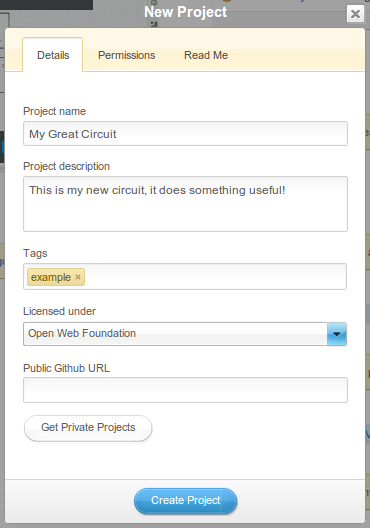 New Project
Details Permissions Read Me
Project name
My Great Circuit
Project description
This is my new circuit, it does something useful!
Tags
example ×
Licensed under
Open Web Foundation
Public Github URL
Get Private Projects
Create Project